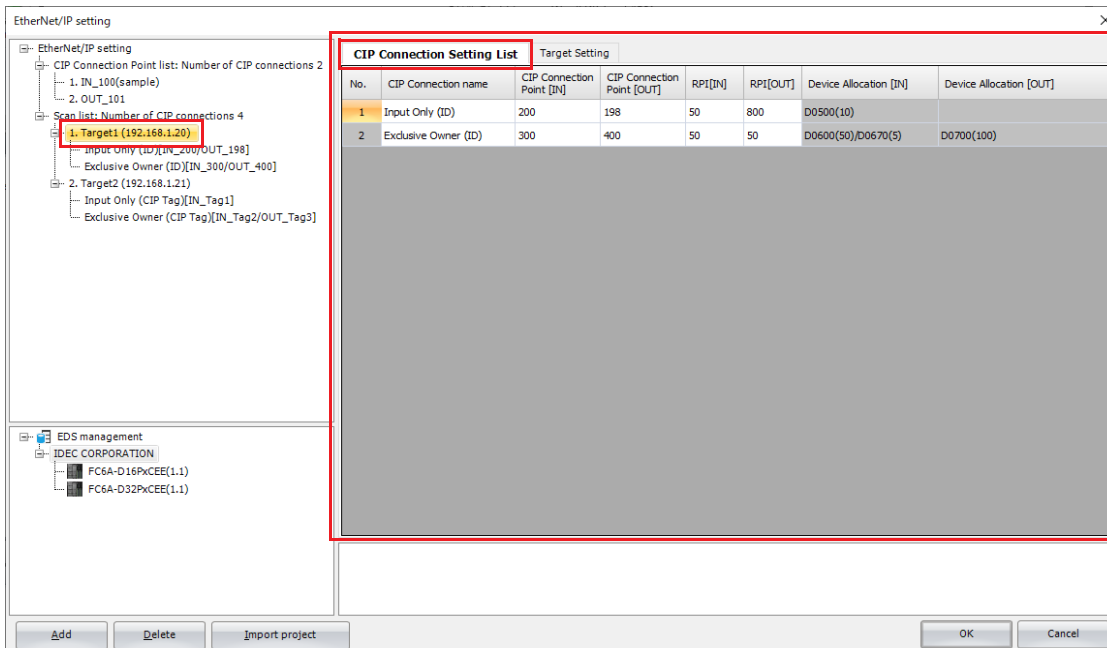 EtherNet/IP setting
EtherNet/IP setting
CIP Connection Point list: Number of CIP connections 2
1. IN_100(sample)
2. OUT_101
Scan list: Number of CIP connections 4
1. Target1 (192.168.1.20)
Input Only (ID)[IN_200/OUT_198]
Exclusive Owner (ID)[IN_300/OUT_400]
2. Target2 (192.168.1.21)
Input Only (CIP Tag)[IN_Tag1]
Exclusive Owner (CIP Tag)[IN_Tag2/OUT_Tag3]
EDS management
IDEC CORPORATION
FC6A-D16PxCEE(1.1)
FC6A-D32PxCEE(1.1)
CIP Connection Setting List Target Setting
No. CIP Connection name CIP Connection Point [IN] CIP Connection Point [OUT] RPI[IN] RPI[OUT] Device Allocation [IN] Device Allocation [OUT]
1 Input Only (ID) 200 198 50 800 D0500(10)
2 Exclusive Owner (ID) 300 400 50 50 D0600(50)/D0670(5) D0700(100)
Add Delete Import project OK Cancel